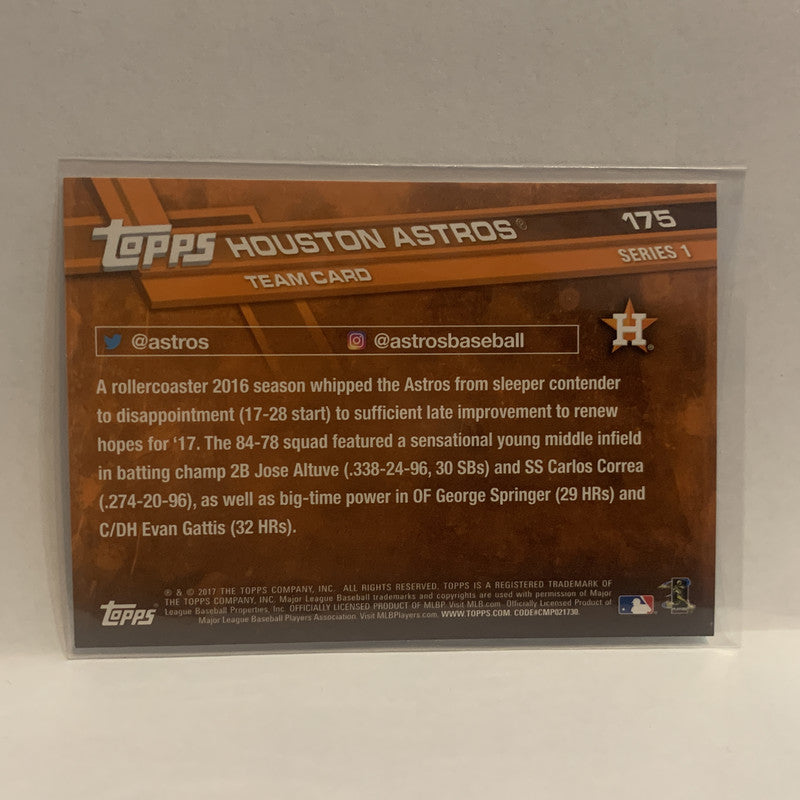 TOPPS HOUSTON ASTROS® 175
TEAM CARD SERIES 1
@astros @astrosbaseball
H
A rollercoaster 2016 season whipped the Astros from sleeper contender
to disappointment (17-28 start) to sufficient late improvement to renew
hopes for '17. The 84-78 squad featured a sensational young middle infield
in batting champ 2B Jose Altuve (.338-24-96, 30 SBs) and SS Carlos Correa
(.274-20-96), as well as big-time power in OF George Springer (29 HRs) and
C/DH Evan Gattis (32 HRs).
® & © 2017 THE TOPPS COMPANY, INC. ALL RIGHTS RESERVED. TOPPS IS A REGISTERED TRADEMARK OF
THE TOPPS COMPANY, INC. Major League Baseball trademarks and copyrights are used with permission of Major
League Baseball Properties, Inc. OFFICIALLY LICENSED PRODUCT OF MLBP. Visit MLB.com. Officially Licensed Product of
Major League Baseball Players Association. Visit MLBPlayers.com. WWW.TOPPS.COM. CODE#CMP021730.
TOPPS